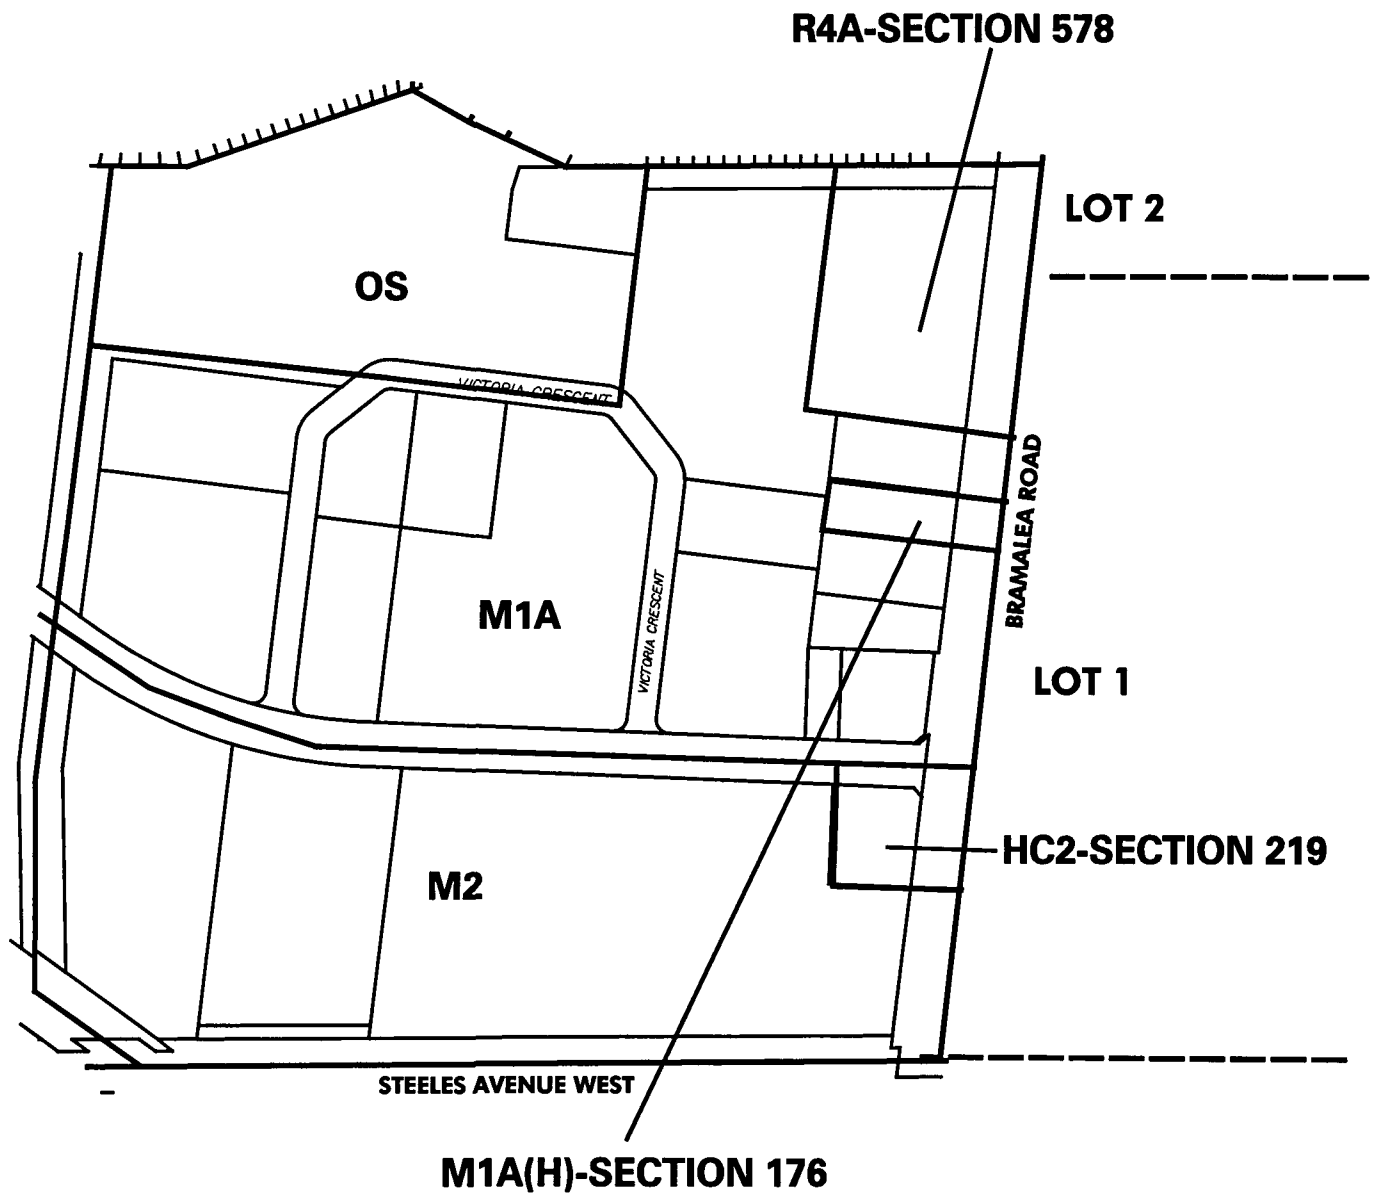 R4A-SECTION 578
LOT 2
OS
VICTORIA CRESCENT
BRAMALEA ROAD
M1A
VICTORIA CRESCENT
LOT 1
HC2-SECTION 219
M2
STEELES AVENUE WEST
M1A(H)-SECTION 176